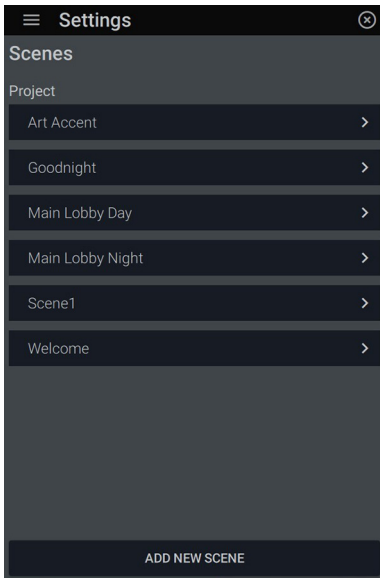 Settings
Scenes
Project
Art Accent
Goodnight
Main Lobby Day
Main Lobby Night
Scene1
Welcome
ADD NEW SCENE